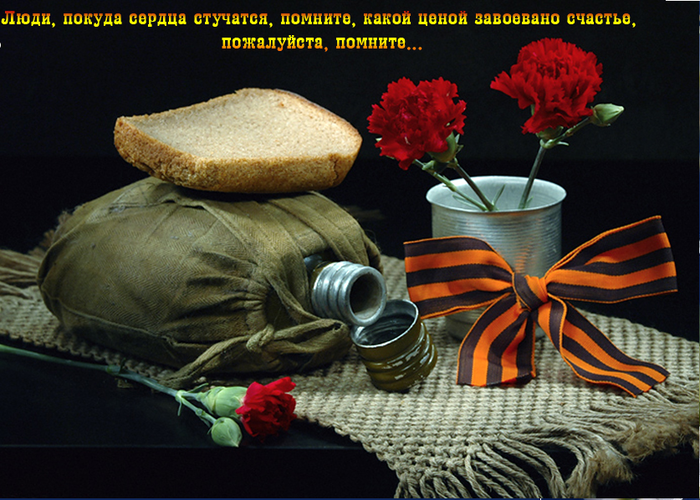 Люди, покуда сердца стучатся, помните, какой ценой завоевано счастье,
пожалуйста, помните...